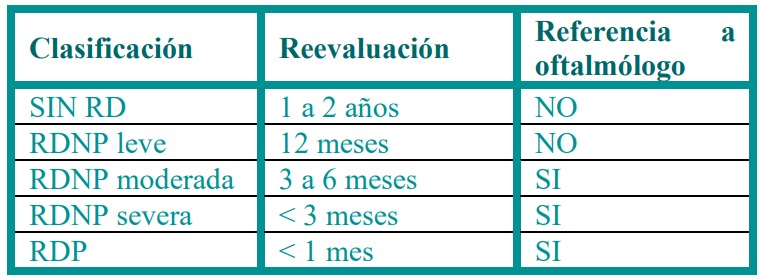 Clasificación Reevaluación Referencia a
oftalmólogo
SIN RD 1 a 2 años NO
RDNP leve 12 meses NO
RDNP moderada 3 a 6 meses SI
RDNP severa < 3 meses SI
RDP < 1 mes SI